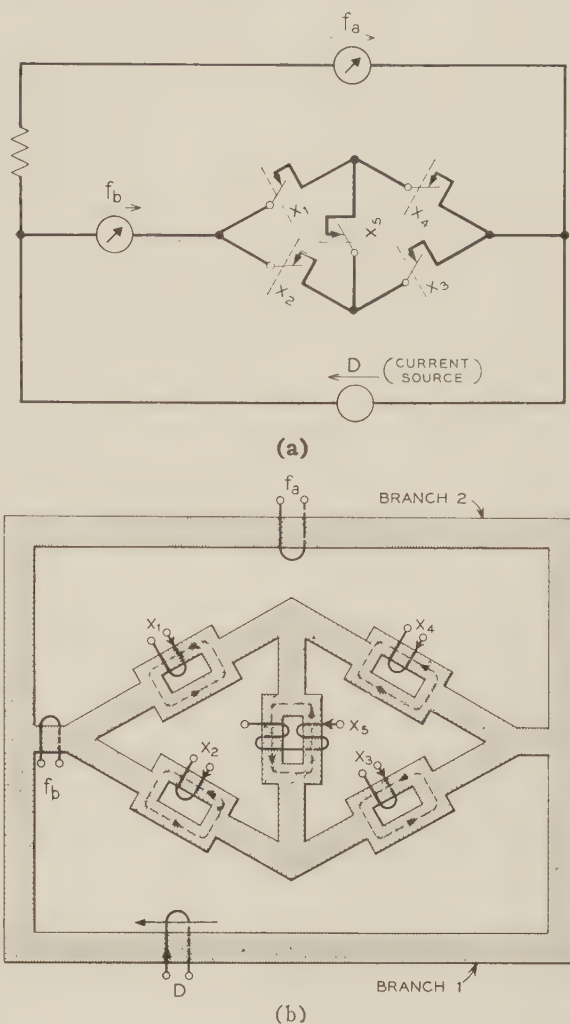 fa
fb
X1
X4
X5
X2
X3
D (CURRENT
SOURCE)
(a)
fa
BRANCH 2
X1
X4
X5
X2
X3
fb
D
BRANCH 1
(b)